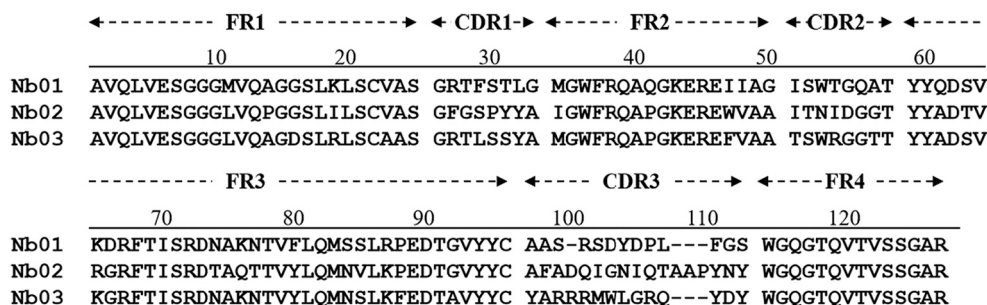 FR1 CDR1 FR2 CDR2
10 20 30 40 50 60
Nb01 AVQLVESGGGMVQAGGSLKLSCVAS GRTFSTLG MGWFRQAQGKEREIIAG ISWTGQAT YYQDSV
Nb02 AVQLVESGGGLVQPGGSLILSCVAS GFGSPYYA IGWFRQAPGKEREWVAA ITNIDGGT YYADTV
Nb03 AVQLVESGGGLVQAGDSLRLSCAAS GRTLSSYA MGWFRQAPGKEREFVAA TSWRGGTT YYADSV
FR3 CDR3 FR4
70 80 90 100 110 120
Nb01 KDRFTISRDNAKNTVFLQMSSLRPEDTGVYYC AAS-RSDYDPL---FGS WGQGTQVTVSSGAR
Nb02 RGRFTISRDTAQTTVYLQMNVLKPEDTGVYYC AFADQIGNIQTAAPYNY WGQGTQVTVSSGAR
Nb03 KGRFTISRDNAKNTVYLQMNSLKFEDTAVYYC YARRRMWLGRQ---YDY WGQGTQVTVSSGAR